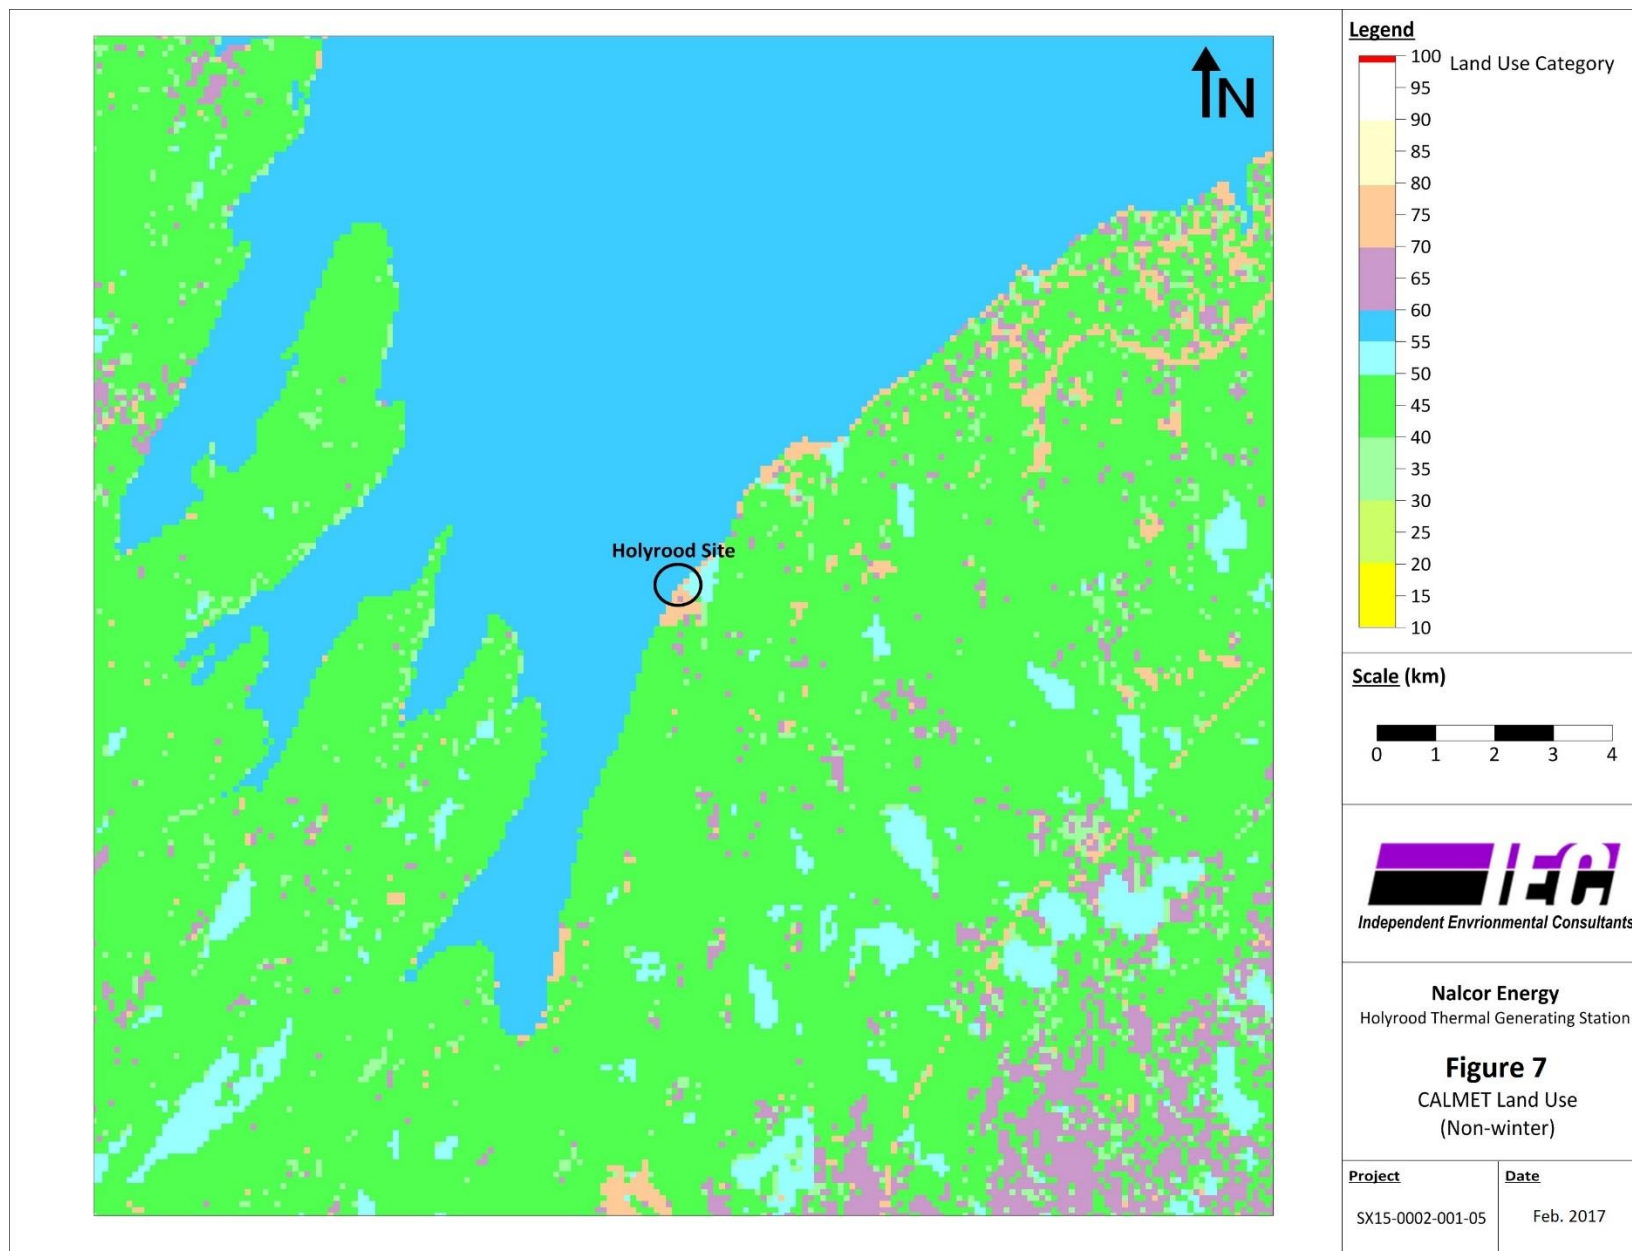 N
Holyrood Site
Legend
100 Land Use Category
95
90
85
80
75
70
65
60
55
50
45
40
35
30
25
20
15
10
Scale (km)
0 1 2 3 4
IEC
Independent Envrionmental Consultants
Nalcor Energy
Holyrood Thermal Generating Station
Figure 7
CALMET Land Use
(Non-winter)
Project Date
SX15-0002-001-05 Feb. 2017